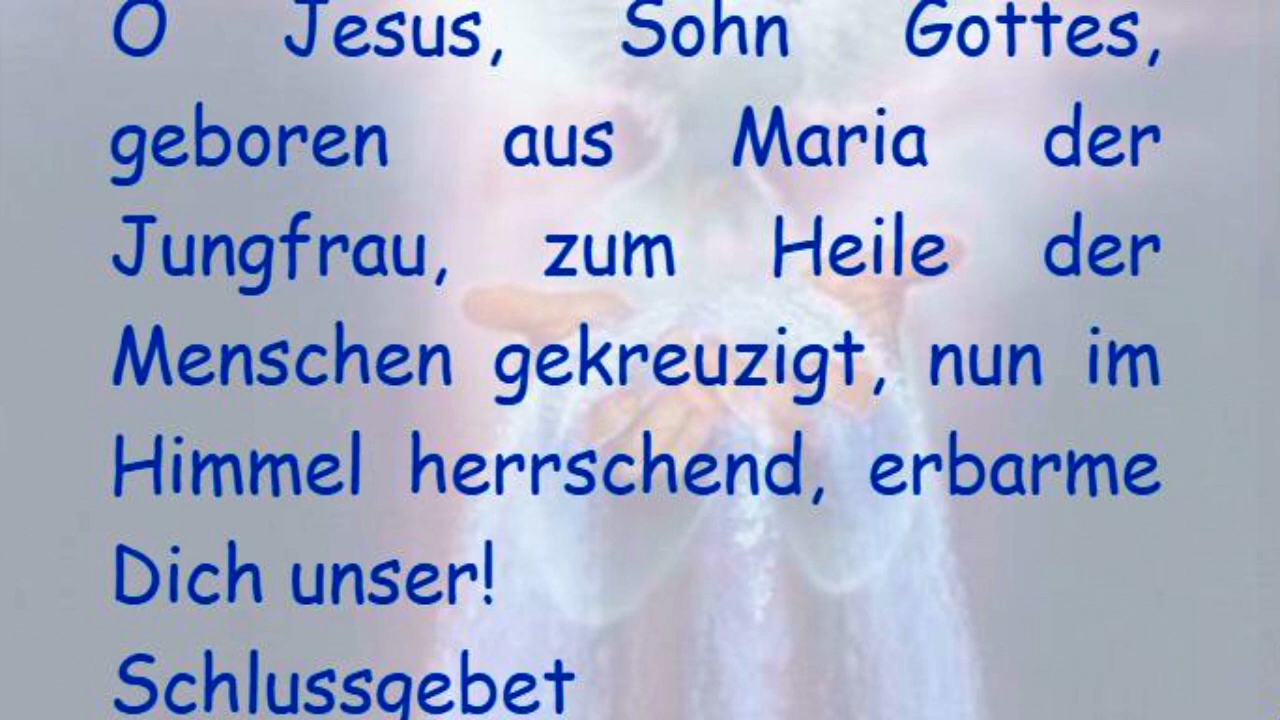 O Jesus, Sohn Gottes,
geboren aus Maria der
Jungfrau, zum Heile der
Menschen gekreuzigt, nun im
Himmel herrschend, erbarme
Dich unser!
Schlussgebet